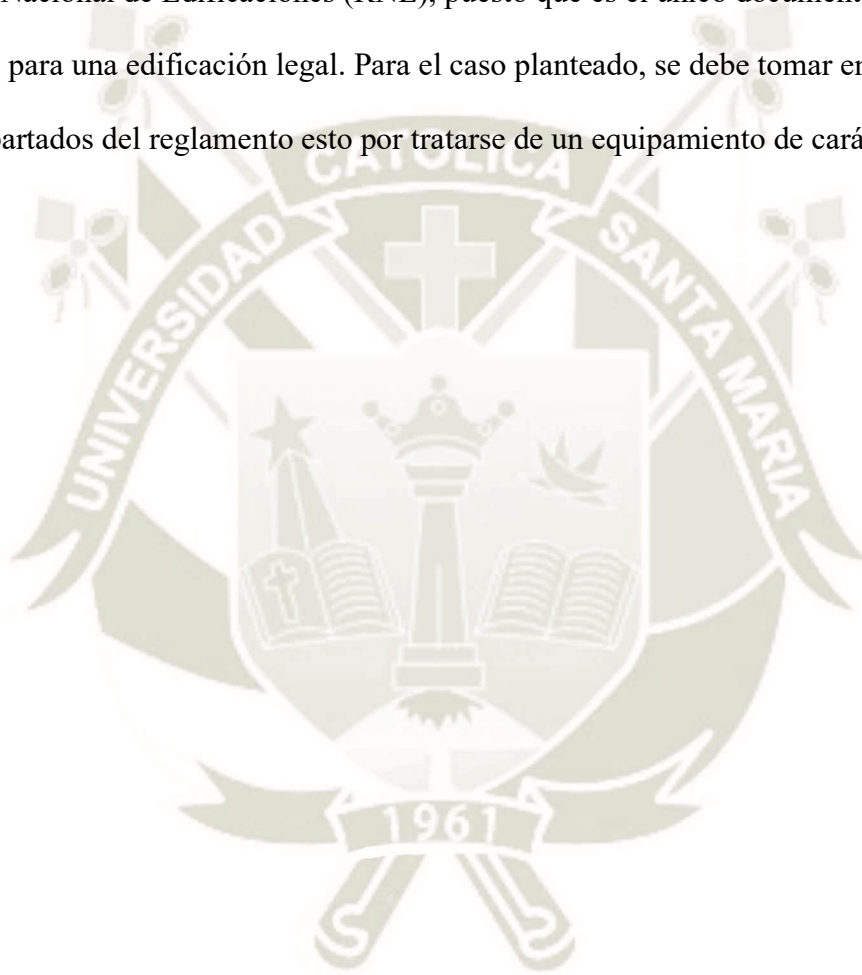 Nacional de Edificaciones (RNE), puesto que es el único document
para una edificación legal. Para el caso planteado, se debe tomar en
partados del reglamento esto por tratarse de un equipamiento de cará
CATOLICA
UNIVERSIDAD
SANTA MARIA
1961